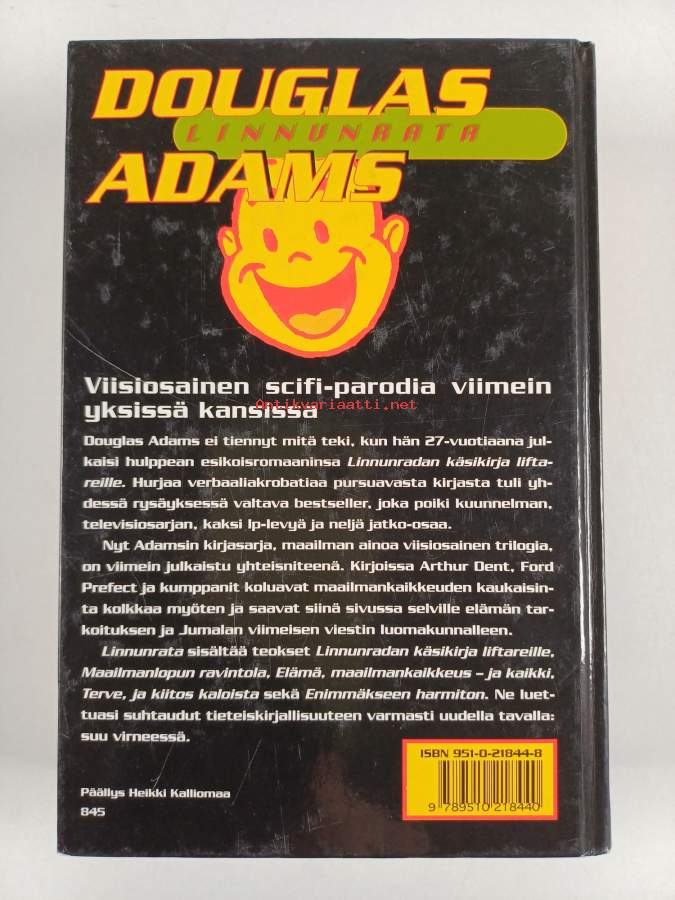 DOUGLAS
LINNUNRATA
ADAMS
Viisiosainen scifi-parodia viimein
yksissä kansissa
Antikvariaatti.net
Douglas Adams ei tiennyt mitä teki, kun hän 27-vuotiaana jul-
kaisi hulppean esikoisromaaninsa Linnunradan käsikirja lifta-
reille. Hurjaa verbaaliakrobatiaa pursuavasta kirjasta tuli yh-
dessä rysäyksessä valtava bestseller, joka poiki kuunnelman,
televisiosarjan, kaksi lp-levyä ja neljä jatko-osaa.
Nyt Adamsin kirjasarja, maailman ainoa viisiosainen trilogia,
on viimein julkaistu yhteisniteenä. Kirjoissa Arthur Dent, Ford
Prefect ja kumppanit koluavat maailmankaikkeuden kaukaisin-
ta kolkkaa myöten ja saavat siinä sivussa selville elämän tar-
koituksen ja Jumalan viimeisen viestin luomakunnalleen.
Linnunrata sisältää teokset Linnunradan käsikirja liftareille,
Maailmanlopun ravintola, Elämä, maailmankaikkeus – ja kaikki,
Terve, ja kiitos kaloista sekä Enimmäkseen harmiton. Ne luet-
tuasi suhtaudut tieteiskirjallisuuteen varmasti uudella tavalla:
suu virneessä.
ISBN 951-0-21844-8
9 789510 218440
Päällys Heikki Kalliomaa
845